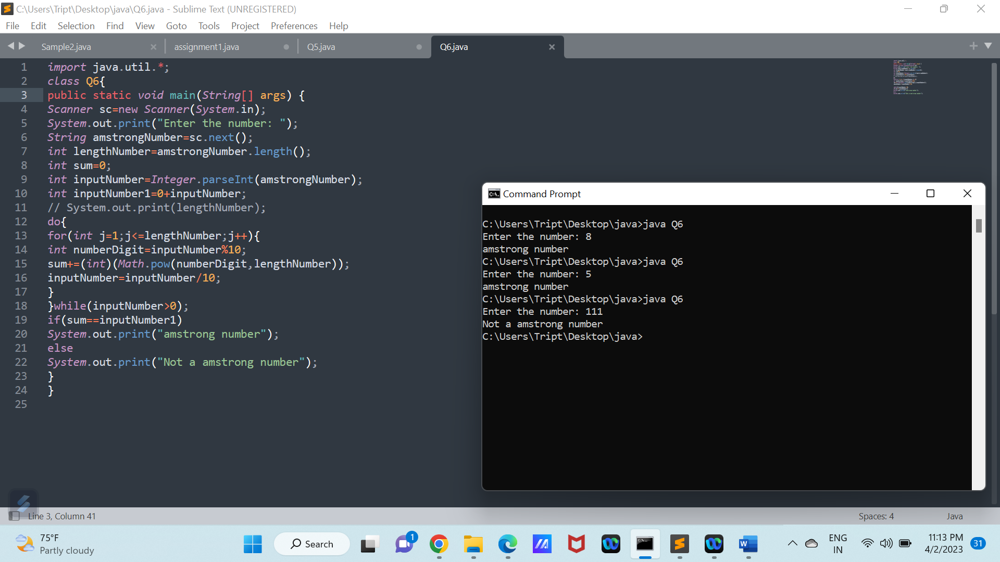 C:\Users\Tript\Desktop\java\Q6.java - Sublime Text (UNREGISTERED)
File Edit Selection Find View Goto Tools Project Preferences Help
Sample2.java assignment1.java Q5.java Q6.java
1 import java.util.*;
2 class Q6{
3 public static void main(String[] args) {
4 Scanner sc=new Scanner(System.in);
5 System.out.print("Enter the number: ");
6 String amstrongNumber=sc.next();
7 int lengthNumber=amstrongNumber.length();
8 int sum=0;
9 int inputNumber=Integer.parseInt(amstrongNumber);
10 int inputNumber1=0+inputNumber;
11 // System.out.print(lengthNumber);
12 do{
13 for(int j=1;j<=lengthNumber;j++){
14 int numberDigit=inputNumber%10;
15 sum+=(int)(Math.pow(numberDigit,lengthNumber));
16 inputNumber=inputNumber/10;
17 }
18 }while(inputNumber>0);
19 if(sum==inputNumber1)
20 System.out.print("amstrong number");
21 else
22 System.out.print("Not a amstrong number");
23 }
24 }
25
Command Prompt
C:\Users\Tript\Desktop\java>java Q6
Enter the number: 8
amstrong number
C:\Users\Tript\Desktop\java>java Q6
Enter the number: 5
amstrong number
C:\Users\Tript\Desktop\java>java Q6
Enter the number: 111
Not a amstrong number
C:\Users\Tript\Desktop\java>
Line 3, Column 41 Spaces: 4 Java
75°F
Partly cloudy
Search
1
W
ENG
IN
11:13 PM
4/2/2023
31